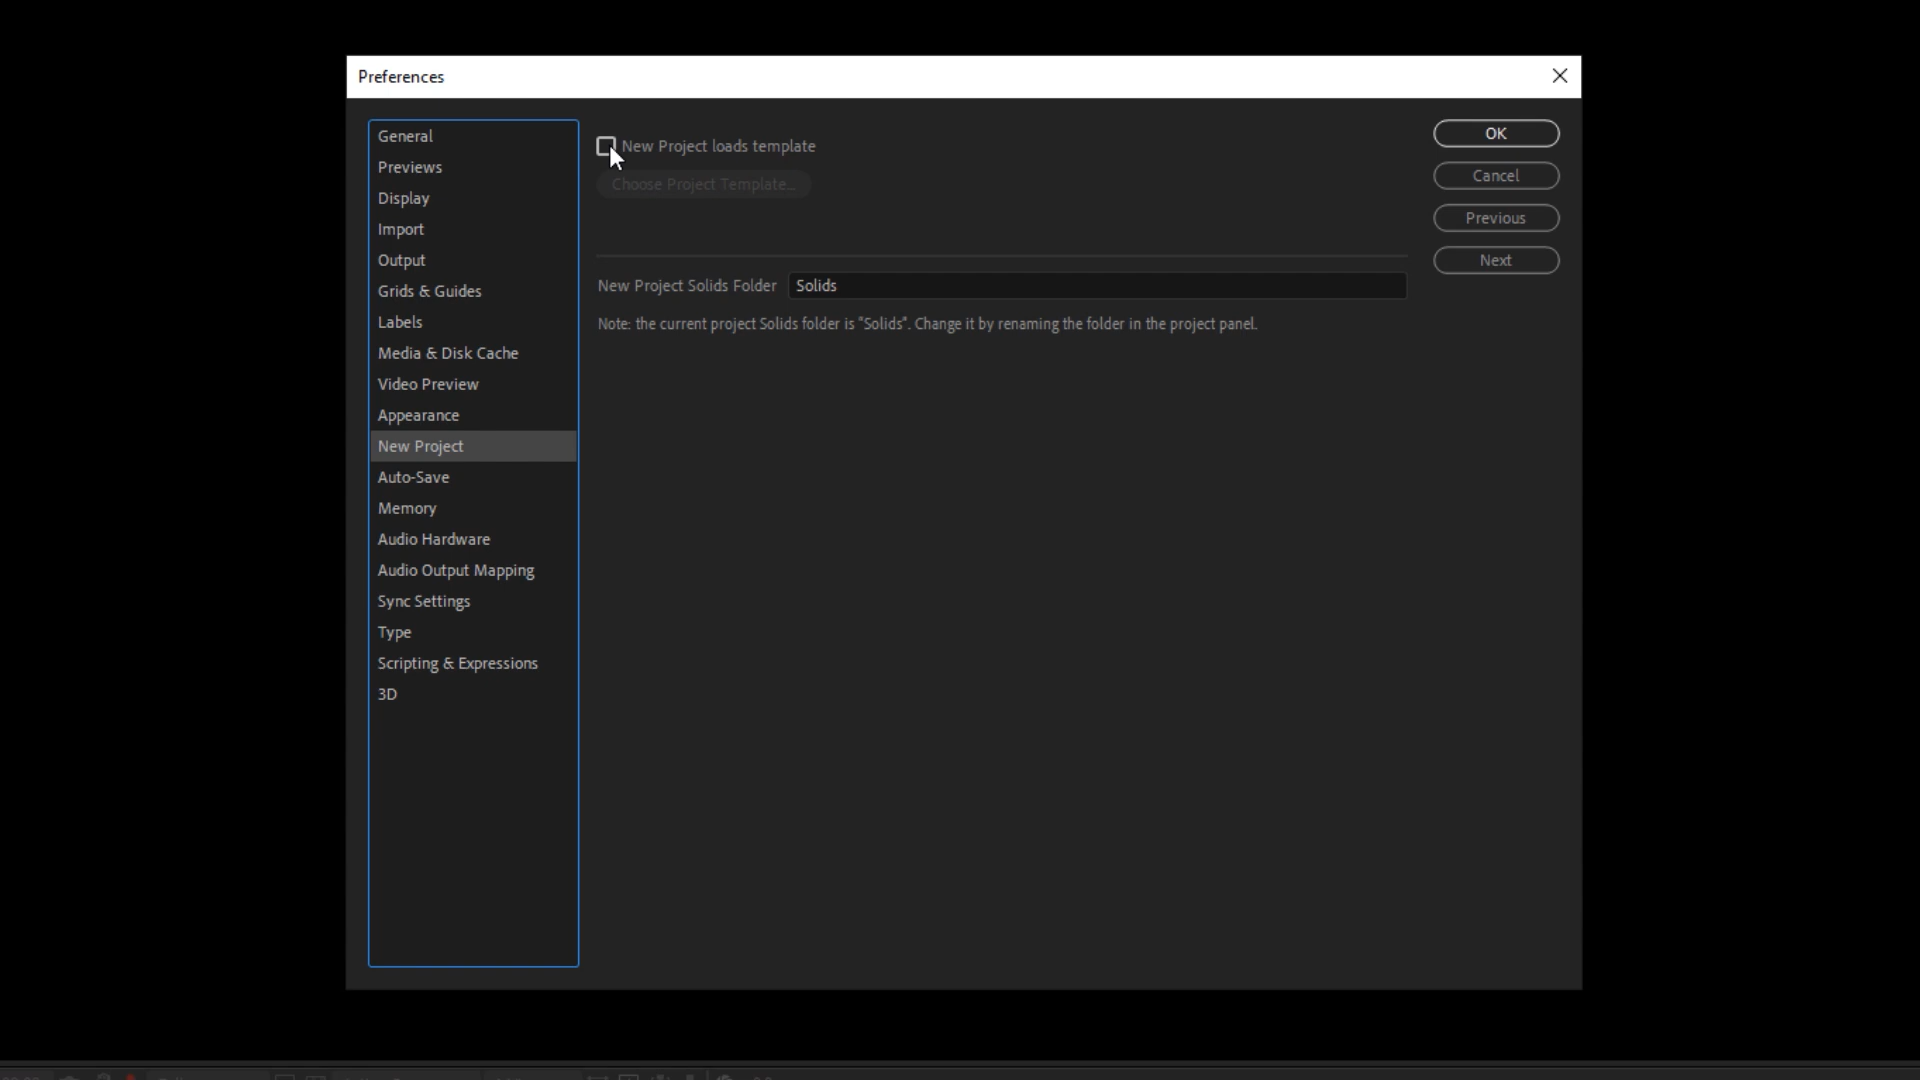 Preferences
General
Previews
Display
Import
Output
Grids & Guides
Labels
Media & Disk Cache
Video Preview
Appearance
New Project
Auto-Save
Memory
Audio Hardware
Audio Output Mapping
Sync Settings
Type
Scripting & Expressions
3D
New Project loads template
Choose Project Template...
New Project Solids Folder Solids
Note: the current project Solids folder is "Solids". Change it by renaming the folder in the project panel.
OK
Cancel
Previous
Next